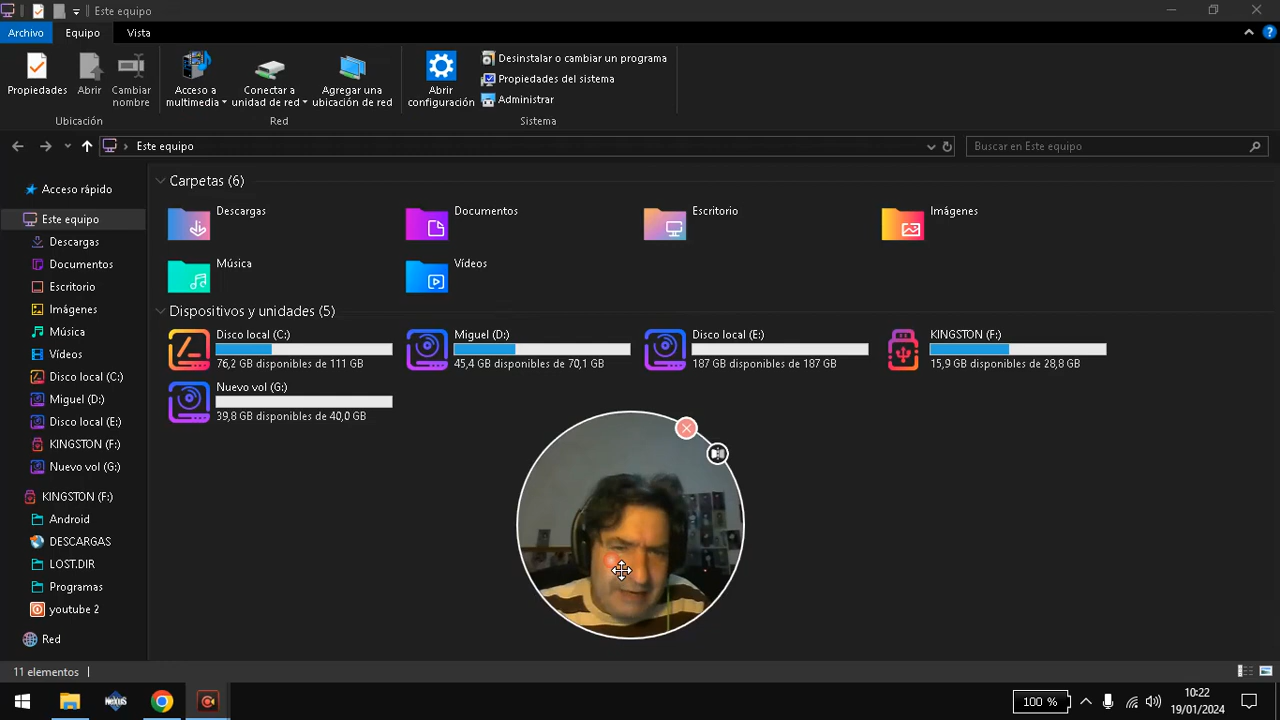 Este equipo
Archivo
Equipo
Vista
Propiedades
Abrir
Cambiar
nombre
Ubicación
Acceso a
multimedia
Conectar a
unidad de red
Agregar una
ubicación de red
Red
Abrir
configuración
Desinstalar o cambiar un programa
Propiedades del sistema
Administrar
Sistema
Este equipo
Buscar en Este equipo
Acceso rápido
Este equipo
Descargas
Documentos
Escritorio
Imágenes
Música
Vídeos
Disco local (C:)
Miguel (D:)
Disco local (E:)
KINGSTON (F:)
Nuevo vol (G:)
KINGSTON (F:)
Android
DESCARGAS
LOST.DIR
Programas
youtube 2
Red
Carpetas (6)
Descargas
Documentos
Escritorio
Imágenes
Música
Vídeos
Dispositivos y unidades (5)
Disco local (C:)
76,2 GB disponibles de 111 GB
Miguel (D:)
45,4 GB disponibles de 70,1 GB
Disco local (E:)
187 GB disponibles de 187 GB
KINGSTON (F:)
15,9 GB disponibles de 28,8 GB
Nuevo vol (G:)
39,8 GB disponibles de 40,0 GB
11 elementos
Nexus
100 %
10:22
19/01/2024